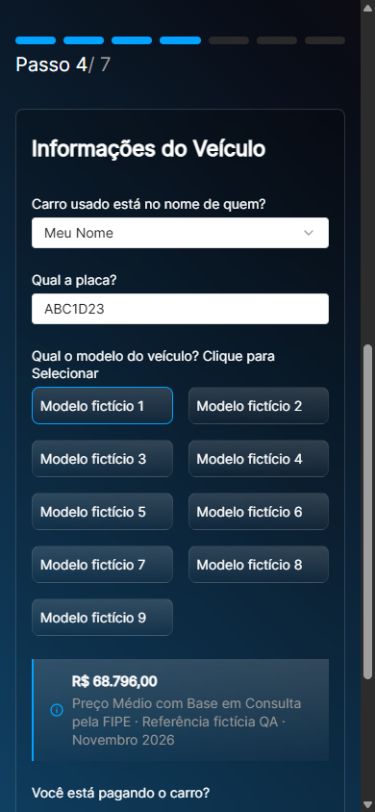 Passo 4/ 7
Informações do Veículo
Carro usado está no nome de quem?
Meu Nome
Qual a placa?
ABC1D23
Qual o modelo do veículo? Clique para
Selecionar
Modelo fictício 1
Modelo fictício 2
Modelo fictício 3
Modelo fictício 4
Modelo fictício 5
Modelo fictício 6
Modelo fictício 7
Modelo fictício 8
Modelo fictício 9
R$ 68.796,00
Preço Médio com Base em Consulta
pela FIPE · Referência fictícia QA ·
Novembro 2026
Você está pagando o carro?